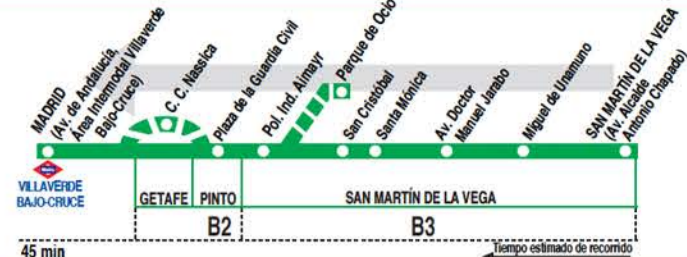 MADRID
(Av. de Andalucía,
Área Intermodal Villaverde
Bajo-Cruce)
C. C. Nassica
Plaza de la Guardia Civil
Pol. Ind. Aimayr
Parque de Ocio
San Cristóbal
Santa Mónica
Av. Doctor
Manuel Jarabo
Miguel de Unamuno
SAN MARTÍN DE LA VEGA
(Av. Alcalde
Antonio Chapado)
Metro
VILLAVERDE
BAJO-CRUCE
GETAFE
PINTO
SAN MARTÍN DE LA VEGA
B2
B3
45 min
Tiempo estimado de recorrido